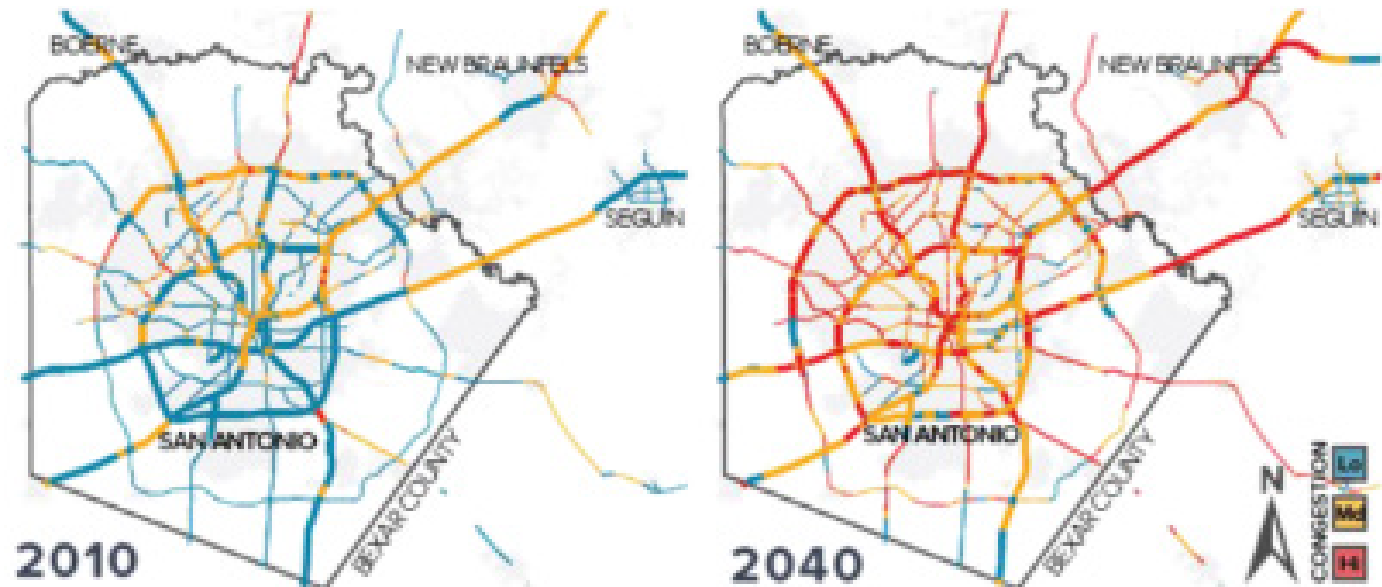 BOERNE
NEW BRAUNFELS
SEGUIN
SAN ANTONIO
BEXAR COUNTY
2010
BOERNE
NEW BRAUNFELS
SEGUIN
SAN ANTONIO
BEXAR COUNTY
2040
N
CONGESTION
Lo
Md
Hi